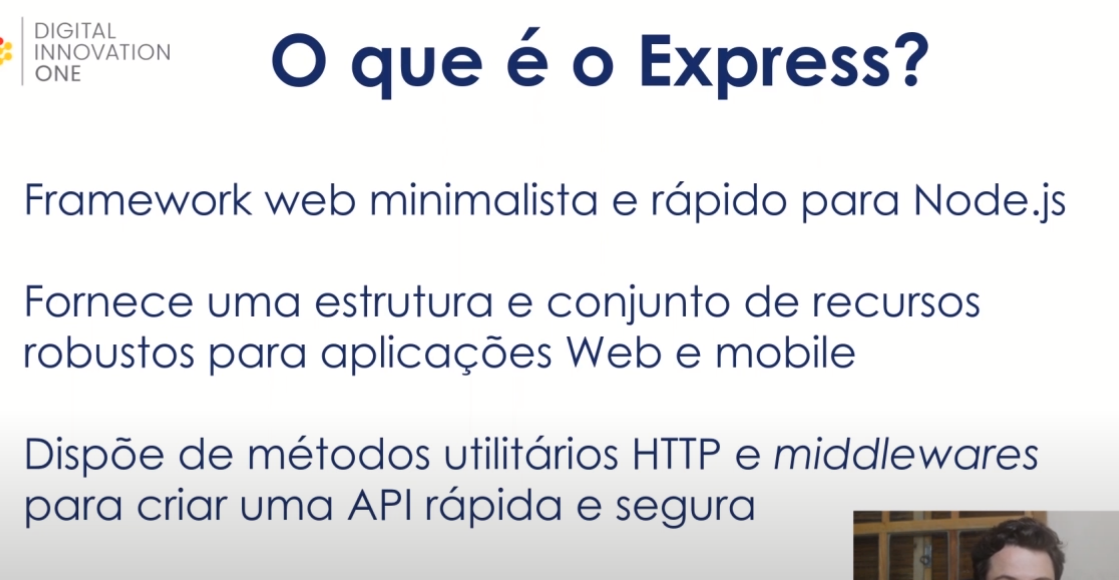 DIGITAL
INNOVATION
ONE
O que é o Express?
Framework web minimalista e rápido para Node.js
Fornece uma estrutura e conjunto de recursos
robustos para aplicações Web e mobile
Dispõe de métodos utilitários HTTP e middlewares
para criar uma API rápida e segura